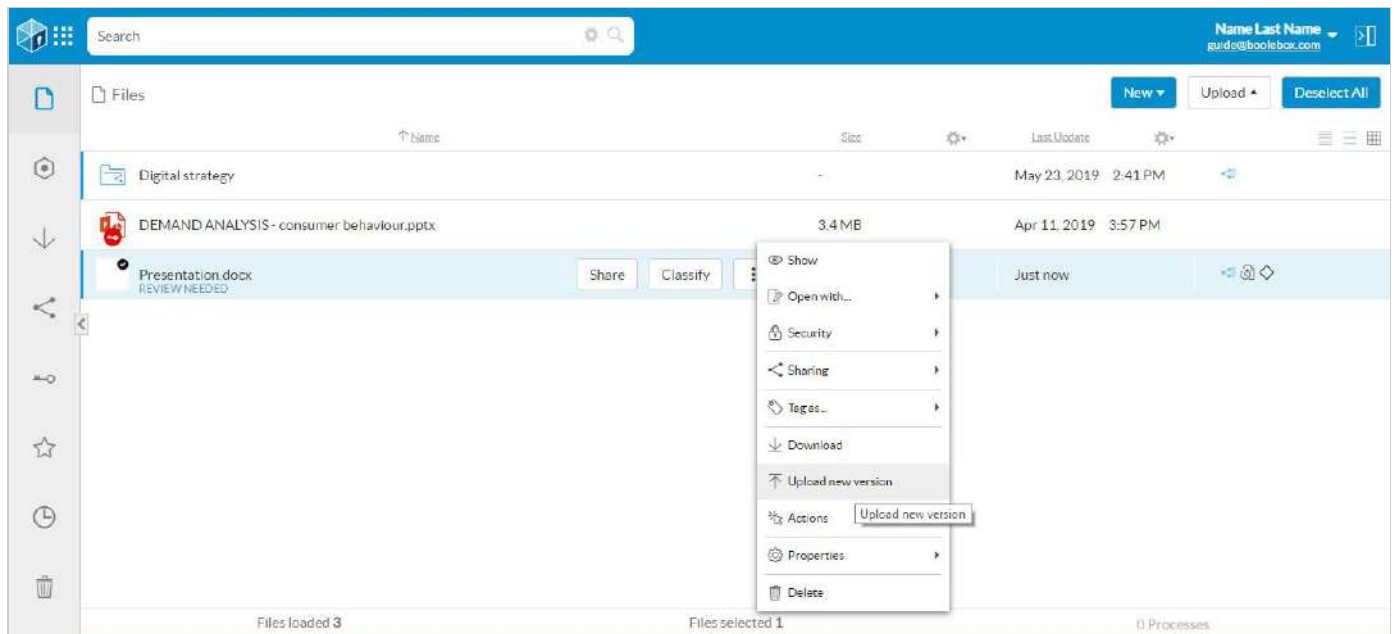 Search
Name Last Name
guide@boolebox.com
Files
New
Upload
Deselect All
Name Size Last Update
Digital strategy - May 23, 2019 2:41 PM
DEMAND ANALYSIS - consumer behaviour.pptx 3.4 MB Apr 11, 2019 3:57 PM
Presentation.docx Share Classify Just now
REVIEW NEEDED
Show
Open with...
Security
Sharing
Tag as...
Download
Upload new version
Actions
Upload new version
Properties
Delete
Files loaded 3 Files selected 1 0 Processes